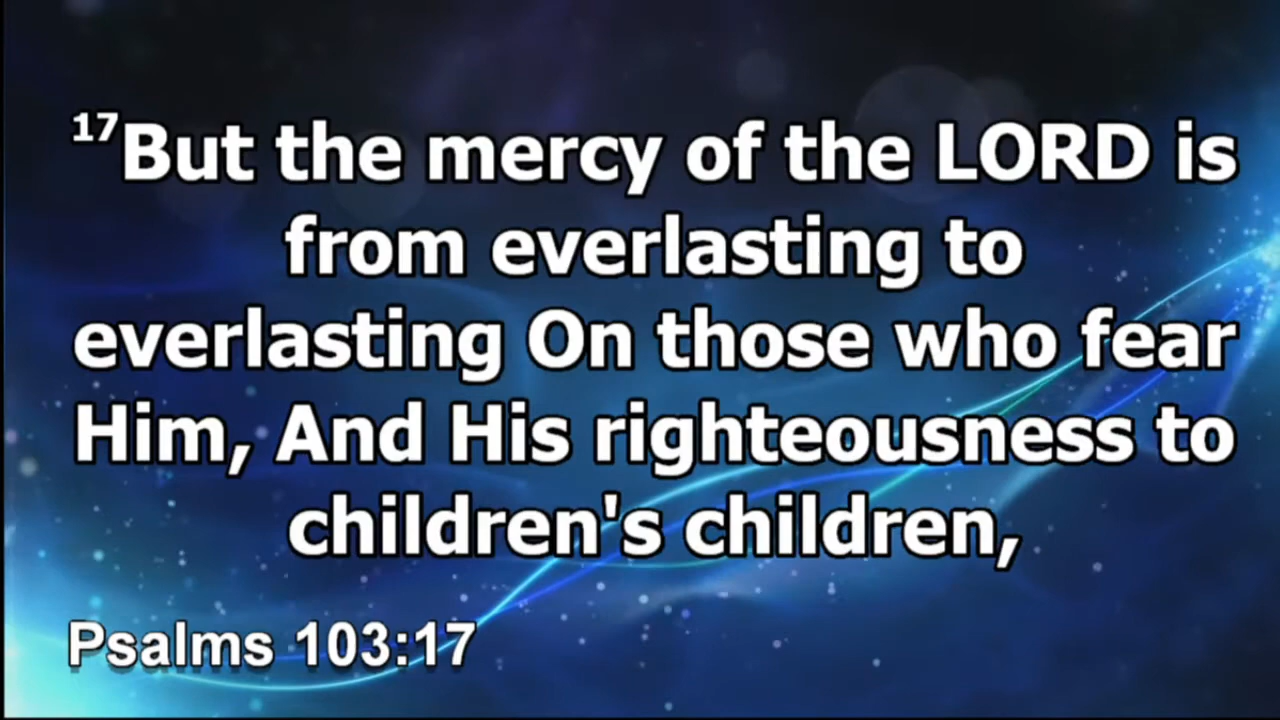 17But the mercy of the LORD is
from everlasting to
everlasting On those who fear
Him, And His righteousness to
children's children,
Psalms 103:17